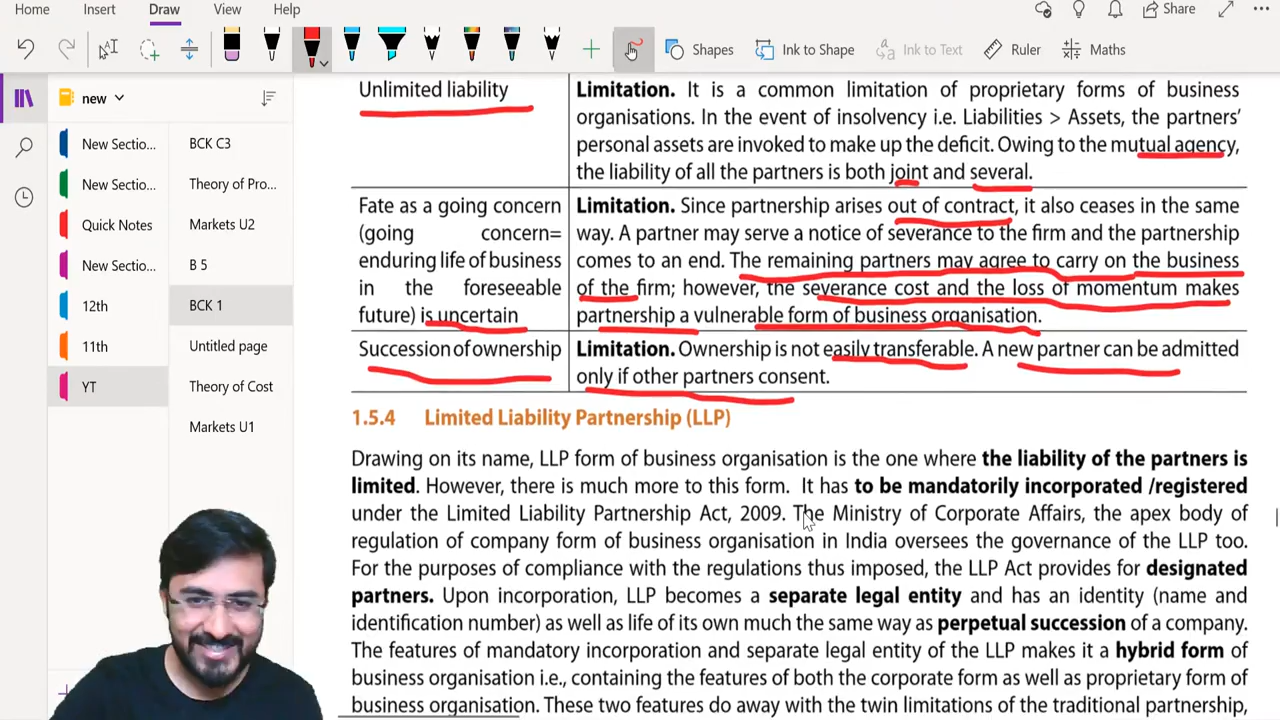 Home Insert Draw View Help Share
Shapes Ink to Shape Ink to Text Ruler Maths
new
New Sectio...
New Sectio...
Quick Notes
New Sectio...
12th
11th
YT
BCK C3
Theory of Pro...
Markets U2
B 5
BCK 1
Untitled page
Theory of Cost
Markets U1
Unlimited liability
Limitation. It is a common limitation of proprietary forms of business
organisations. In the event of insolvency i.e. Liabilities > Assets, the partners'
personal assets are invoked to make up the deficit. Owing to the mutual agency,
the liability of all the partners is both joint and several.
Fate as a going concern
(going concern=
enduring life of business
in the foreseeable
future) is uncertain
Limitation. Since partnership arises out of contract, it also ceases in the same
way. A partner may serve a notice of severance to the firm and the partnership
comes to an end. The remaining partners may agree to carry on the business
of the firm; however, the severance cost and the loss of momentum makes
partnership a vulnerable form of business organisation.
Succession of ownership
Limitation. Ownership is not easily transferable. A new partner can be admitted
only if other partners consent.
1.5.4 Limited Liability Partnership (LLP)
Drawing on its name, LLP form of business organisation is the one where the liability of the partners is
limited. However, there is much more to this form. It has to be mandatorily incorporated /registered
under the Limited Liability Partnership Act, 2009. The Ministry of Corporate Affairs, the apex body of
regulation of company form of business organisation in India oversees the governance of the LLP too.
For the purposes of compliance with the regulations thus imposed, the LLP Act provides for designated
partners. Upon incorporation, LLP becomes a separate legal entity and has an identity (name and
identification number) as well as life of its own much the same way as perpetual succession of a company.
The features of mandatory incorporation and separate legal entity of the LLP makes it a hybrid form of
business organisation i.e., containing the features of both the corporate form as well as proprietary form of
business organisation. These two features do away with the twin limitations of the traditional partnership,